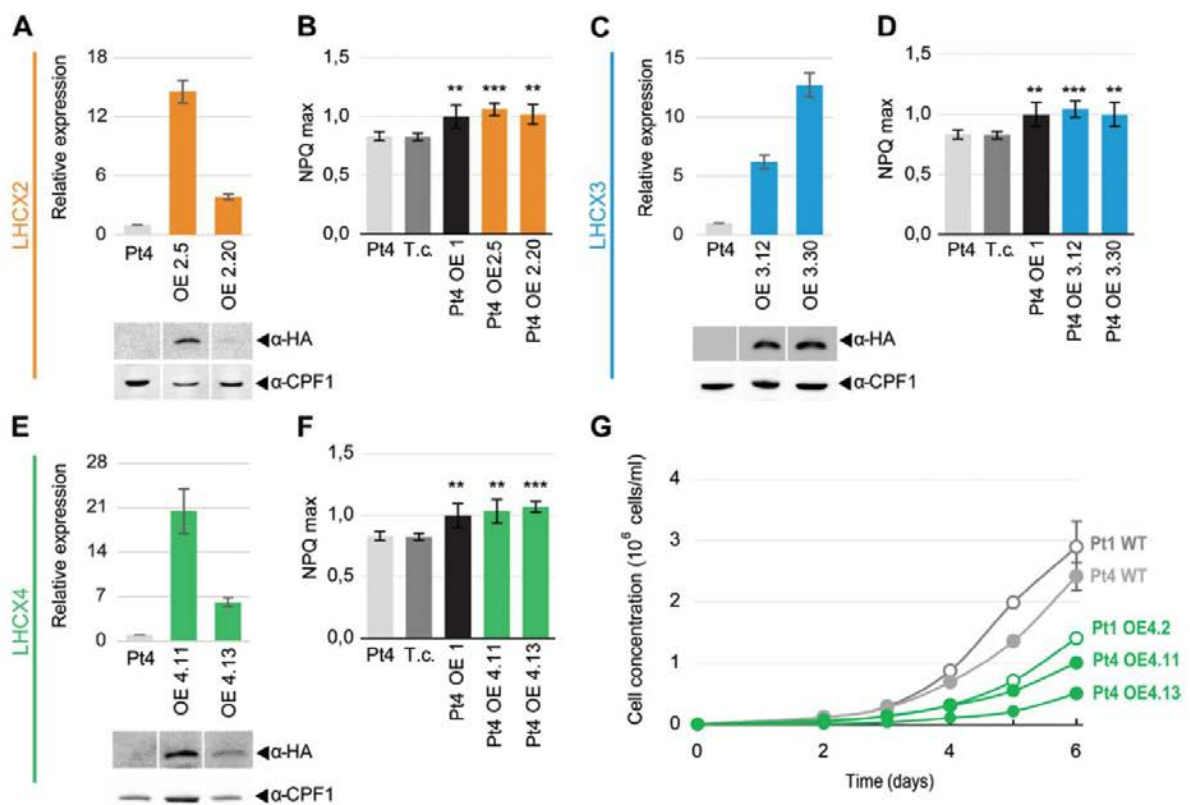 A
LHCX2
Relative expression
18
12
6
0
Pt4
OE 2.5
OE 2.20
◄α-HA
◄α-CPF1
B
NPQ max
1,5
1,0
0,5
0,0
** *** **
Pt4
T.c.
Pt4 OE 1
Pt4 OE2.5
Pt4 OE 2.20
C
LHCX3
Relative expression
15
10
5
0
Pt4
OE 3.12
OE 3.30
◄α-HA
◄α-CPF1
D
NPQ max
1,5
1,0
0,5
0,0
** *** **
Pt4
T.c.
Pt4 OE 1
Pt4 OE 3.12
Pt4 OE 3.30
E
LHCX4
Relative expression
28
21
14
7
0
Pt4
OE 4.11
OE 4.13
◄α-HA
◄α-CPF1
F
NPQ max
1,5
1,0
0,5
0,0
** ** ***
Pt4
T.c.
Pt4 OE 1
Pt4 OE 4.11
Pt4 OE 4.13
G
Cell concentration (10⁶ cells/ml)
4
3
2
1
0
Pt1 WT
Pt4 WT
Pt1 OE4.2
Pt4 OE4.11
Pt4 OE4.13
0 2 4 6
Time (days)